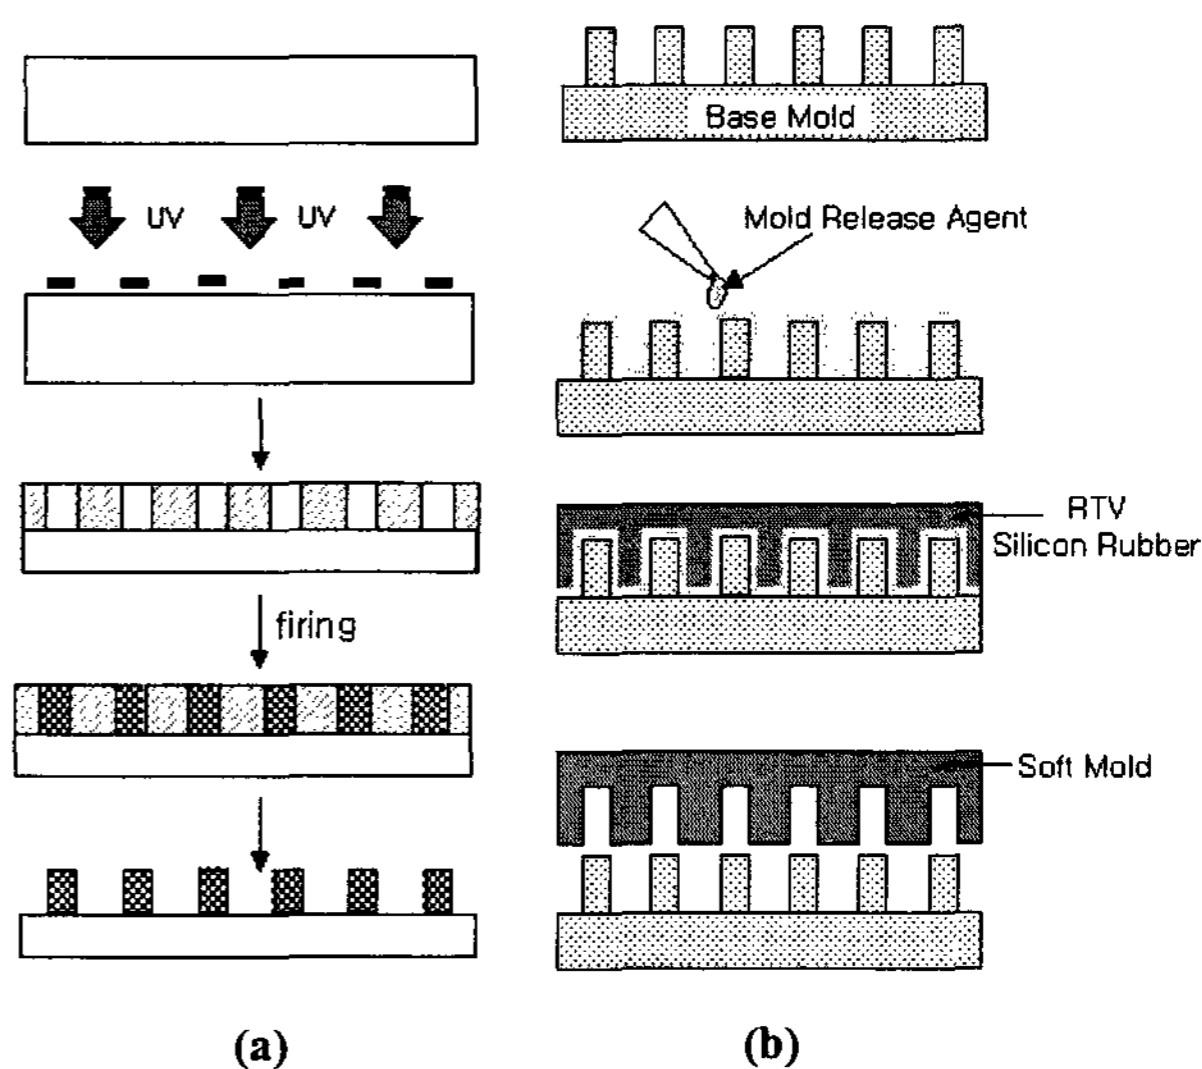 UV
UV
firing
(a)
Base Mold
Mold Release Agent
RTV
Silicon Rubber
Soft Mold
(b)